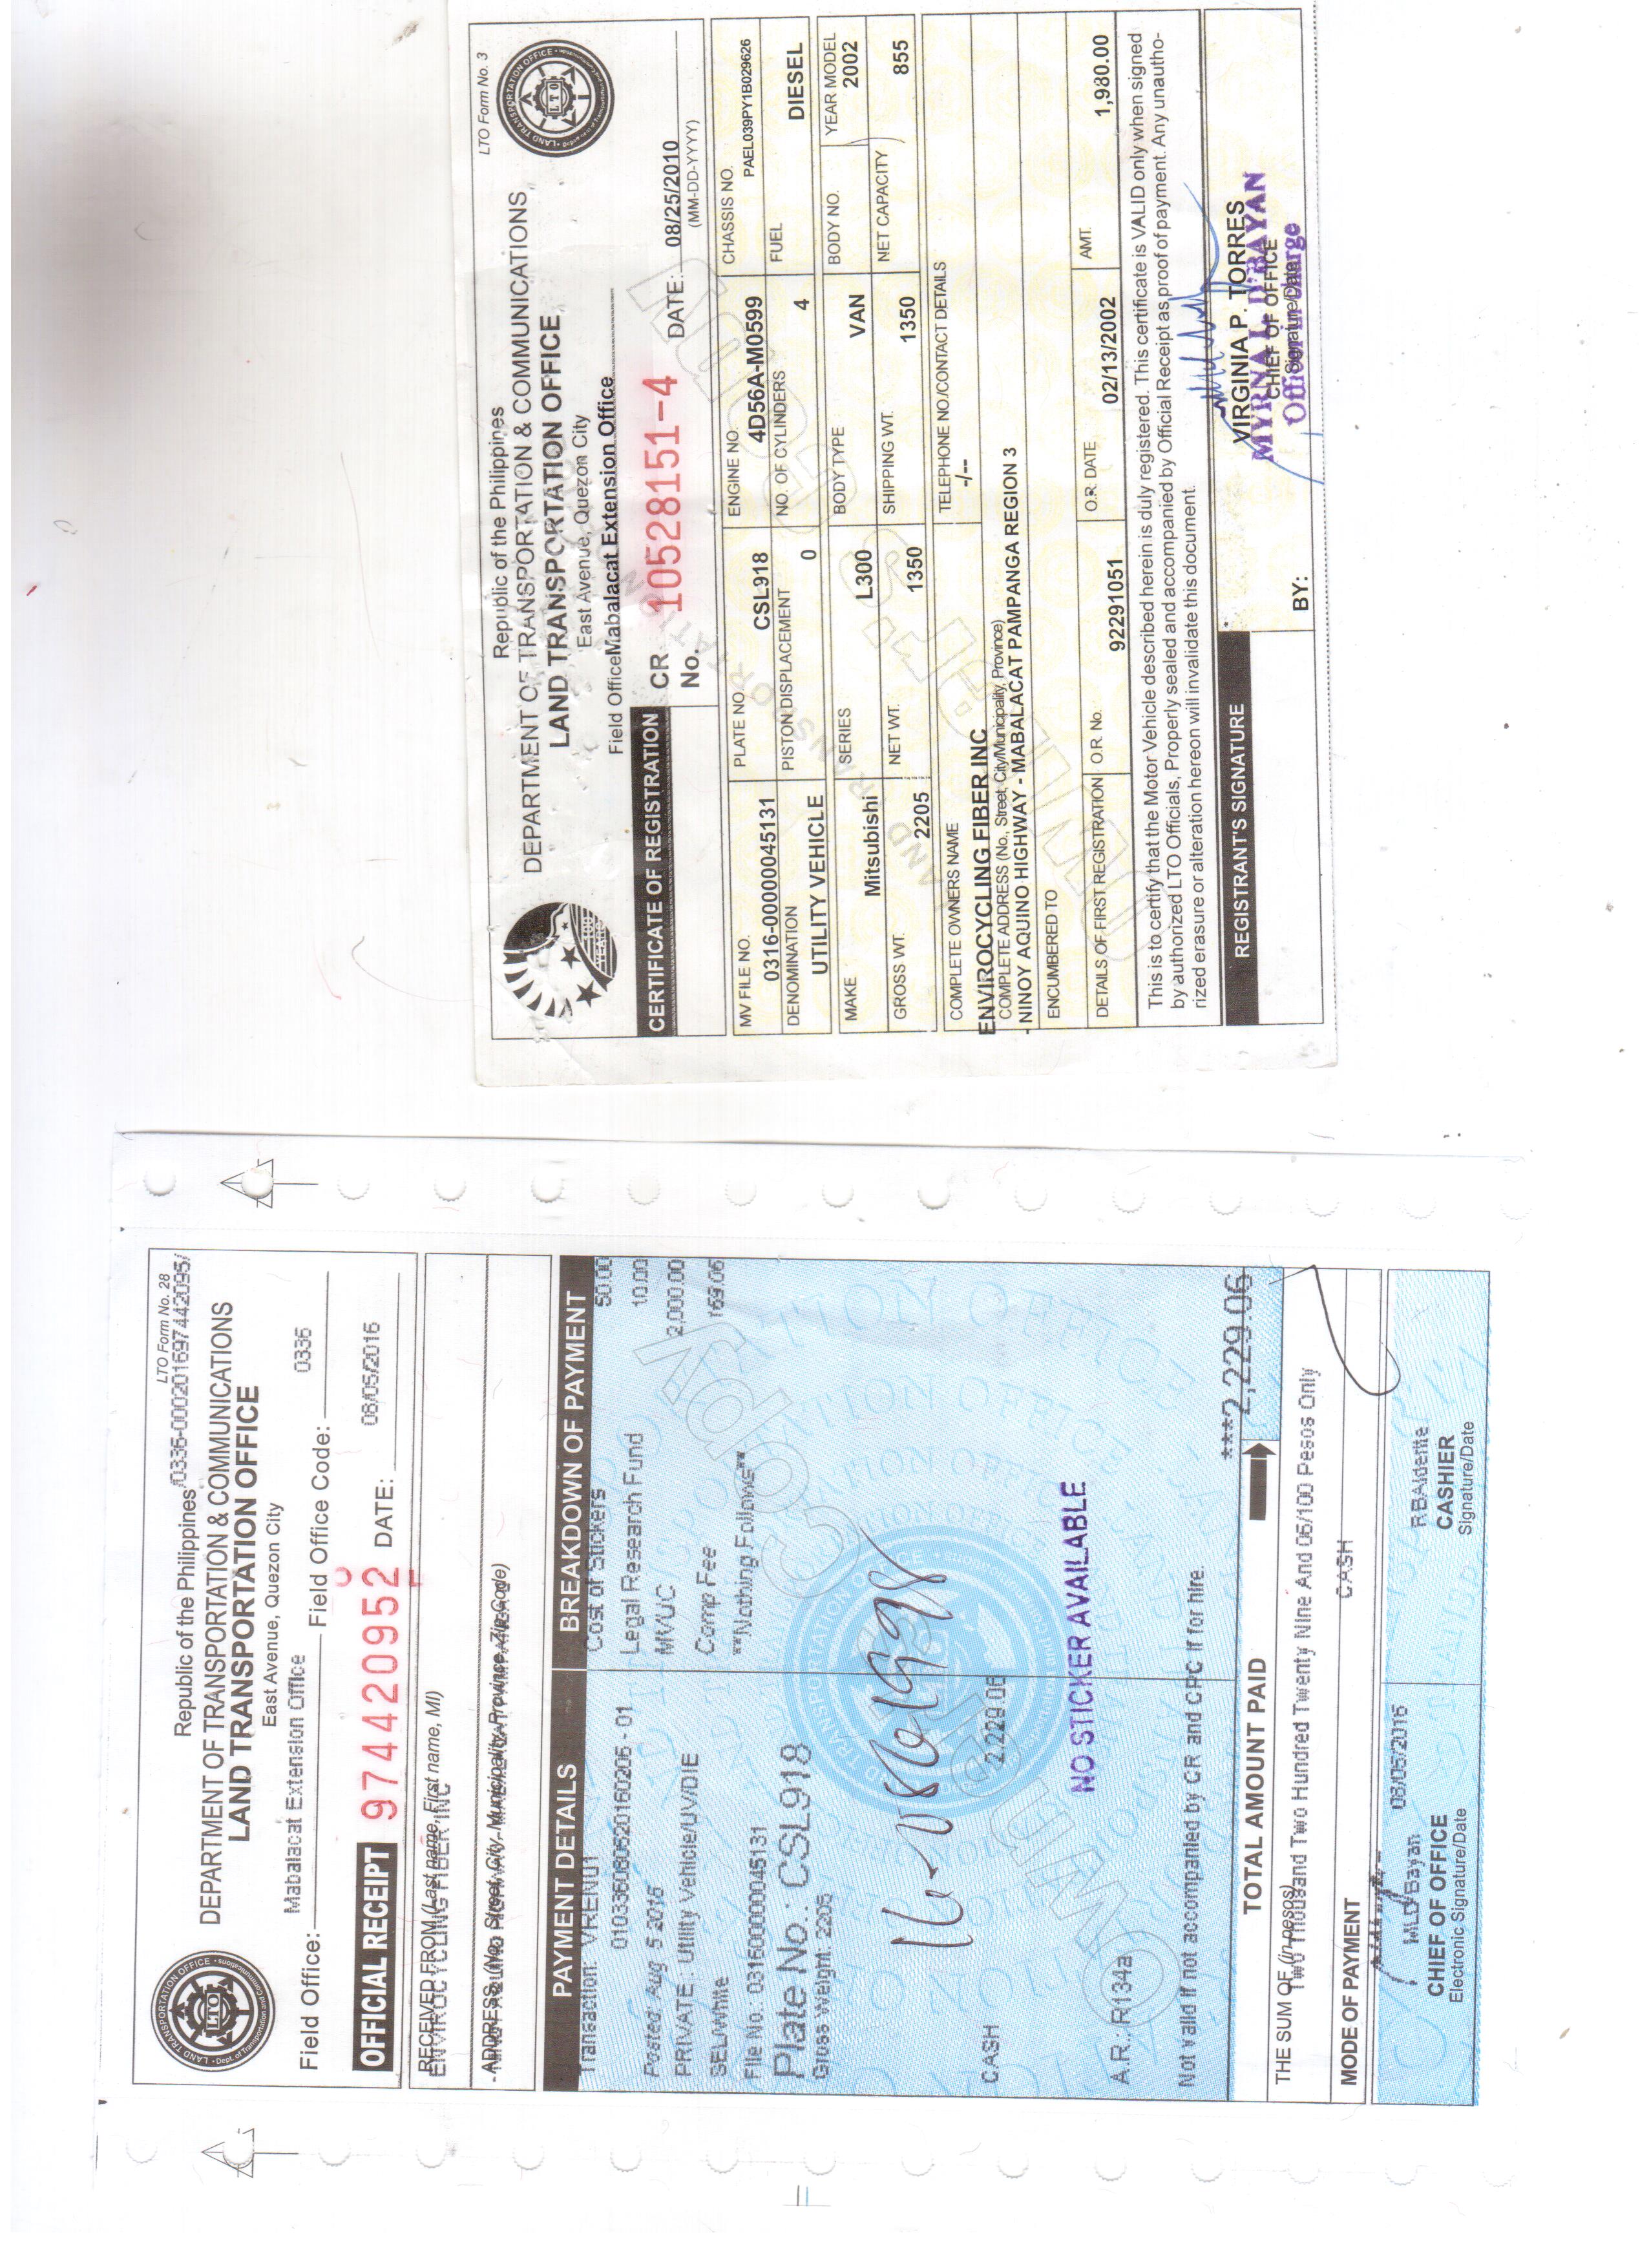 LTO Form No. 28
Republic of the Philippines /0336-000201697442095/
DEPARTMENT OF TRANSPORTATION & COMMUNICATIONS
LAND TRANSPORTATION OFFICE
East Avenue, Quezon City
Field Office: Mabalacat Extension Office Field Office Code: 0336
OFFICIAL RECEIPT 974420952 DATE: 08/05/2016
RECEIVED FROM (Last name, First name, MI)
ENVIROCYCLING FIBER INC
ADDRESS (No. Street, City, Municipality, Province, Zip Code)
PAYMENT DETAILS BREAKDOWN OF PAYMENT
Transaction: VREN01 Cost of Stickers 50.00
Legal Research Fund 10.00
Posted: Aug 5 2016 MVUC 2,000.00
PRIVATE : Utility Vehicle/UV/DIE Comp Fee 169.06
SEL/White **Nothing Follows**
File No.: 031600000045131
Plate No.: CSL918
Gross Weight: 2205
CASH 2,229.06
NO STICKER AVAILABLE
A.R.: R134a
Not valid if not accompanied by CR and CPC if for hire.
TOTAL AMOUNT PAID ***2,229.06
THE SUM OF (in pesos)
Two Thousand Two Hundred Twenty Nine And 06/100 Pesos Only
MODE OF PAYMENT CASH
MLDBayan 08/05/2016 RBAlderite
CHIEF OF OFFICE CASHIER
Electronic Signature/Date Signature/Date
Owner's Copy
LTO Form No. 3
Republic of the Philippines
DEPARTMENT OF TRANSPORTATION & COMMUNICATIONS
LAND TRANSPORTATION OFFICE
East Avenue, Quezon City
Field Office Mabalacat Extension Office
CERTIFICATE OF REGISTRATION CR No. 10528151-4 DATE: 08/25/2010
(MM-DD-YYYY)
MV FILE NO. PLATE NO. ENGINE NO. CHASSIS NO.
0316-00000045131 CSL918 4D56A-M0599 PAEL039PY1B029626
DENOMINATION PISTON DISPLACEMENT NO. OF CYLINDERS FUEL
UTILITY VEHICLE 0 4 DIESEL
MAKE SERIES BODY TYPE BODY NO. YEAR MODEL
Mitsubishi L300 VAN 2002
GROSS WT. NET WT. SHIPPING WT. NET CAPACITY
2205 1350 1350 855
COMPLETE OWNERS NAME TELEPHONE NO./CONTACT DETAILS
ENVIROCYCLING FIBER INC -/--
COMPLETE ADDRESS (No., Street, City/Municipality, Province)
- NINOY AQUINO HIGHWAY - MABALACAT PAMPANGA REGION 3
ENCUMBERED TO
DETAILS OF FIRST REGISTRATION O.R. No. O.R. DATE AMT.
92291051 02/13/2002 1,980.00
This is to certify that the Motor Vehicle described herein is duly registered. This certificate is VALID only when signed
by authorized LTO Officials, Properly sealed and accompanied by Official Receipt as proof of payment. Any unautho-
rized erasure or alteration hereon will invalidate this document.
REGISTRANT'S SIGNATURE
VIRGINIA P. TORRES
MYRNA L. D'BAYAN
CHIEF OF OFFICE
Signature/Date
Officer in Charge
BY:
Owner's Copy